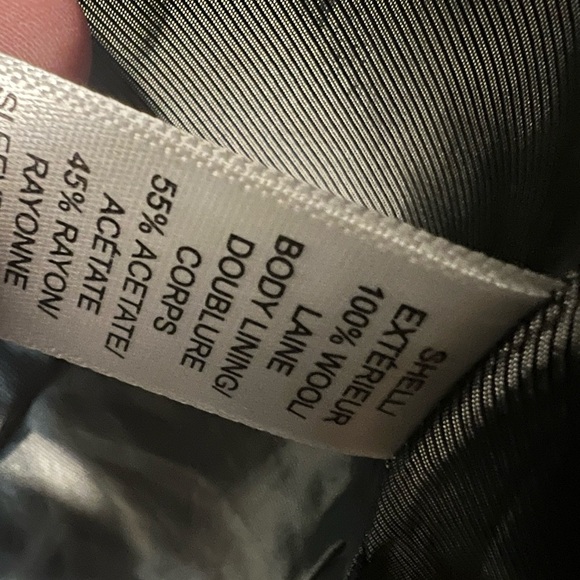 SHELL/
EXTÉRIEUR
100% WOOL/
LAINE
BODY LINING/
DOUBLURE
CORPS
55% ACETATE/
ACÉTATE
45% RAYON/
RAYONNE